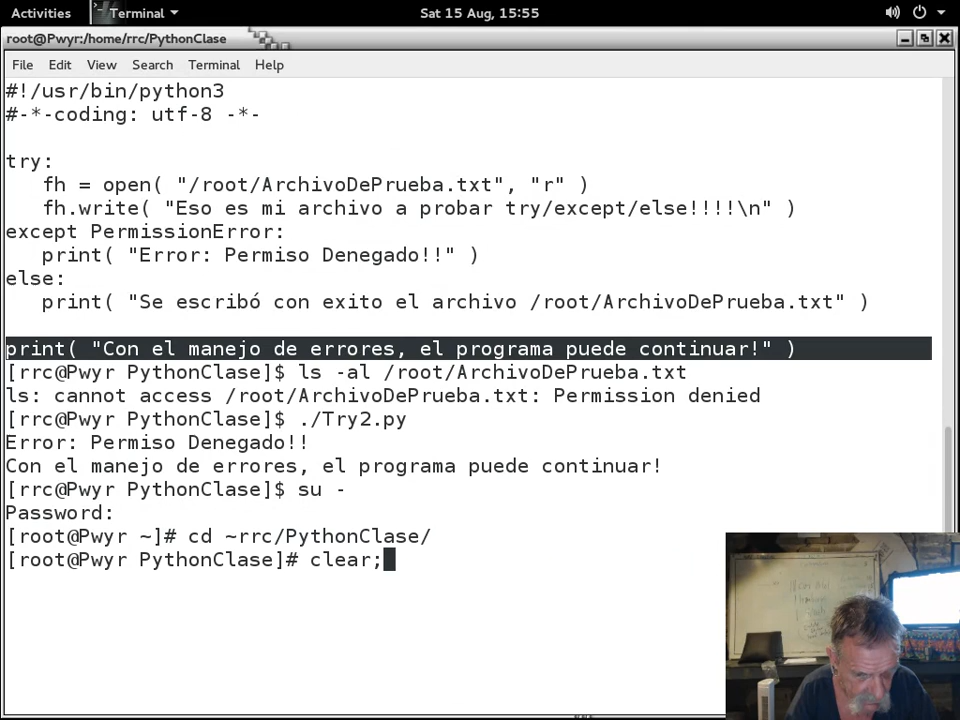 Activities Terminal Sat 15 Aug, 15:55
root@Pwyr:/home/rrc/PythonClase
File Edit View Search Terminal Help
#!/usr/bin/python3
#-*-coding: utf-8 -*-
try:
fh = open( "/root/ArchivoDePrueba.txt", "r" )
fh.write( "Eso es mi archivo a probar try/except/else!!!!\n" )
except PermissionError:
print( "Error: Permiso Denegado!!" )
else:
print( "Se escribó con exito el archivo /root/ArchivoDePrueba.txt" )
print( "Con el manejo de errores, el programa puede continuar!" )
[rrc@Pwyr PythonClase]$ ls -al /root/ArchivoDePrueba.txt
ls: cannot access /root/ArchivoDePrueba.txt: Permission denied
[rrc@Pwyr PythonClase]$ ./Try2.py
Error: Permiso Denegado!!
Con el manejo de errores, el programa puede continuar!
[rrc@Pwyr PythonClase]$ su -
Password:
[root@Pwyr ~]# cd ~rrc/PythonClase/
[root@Pwyr PythonClase]# clear;